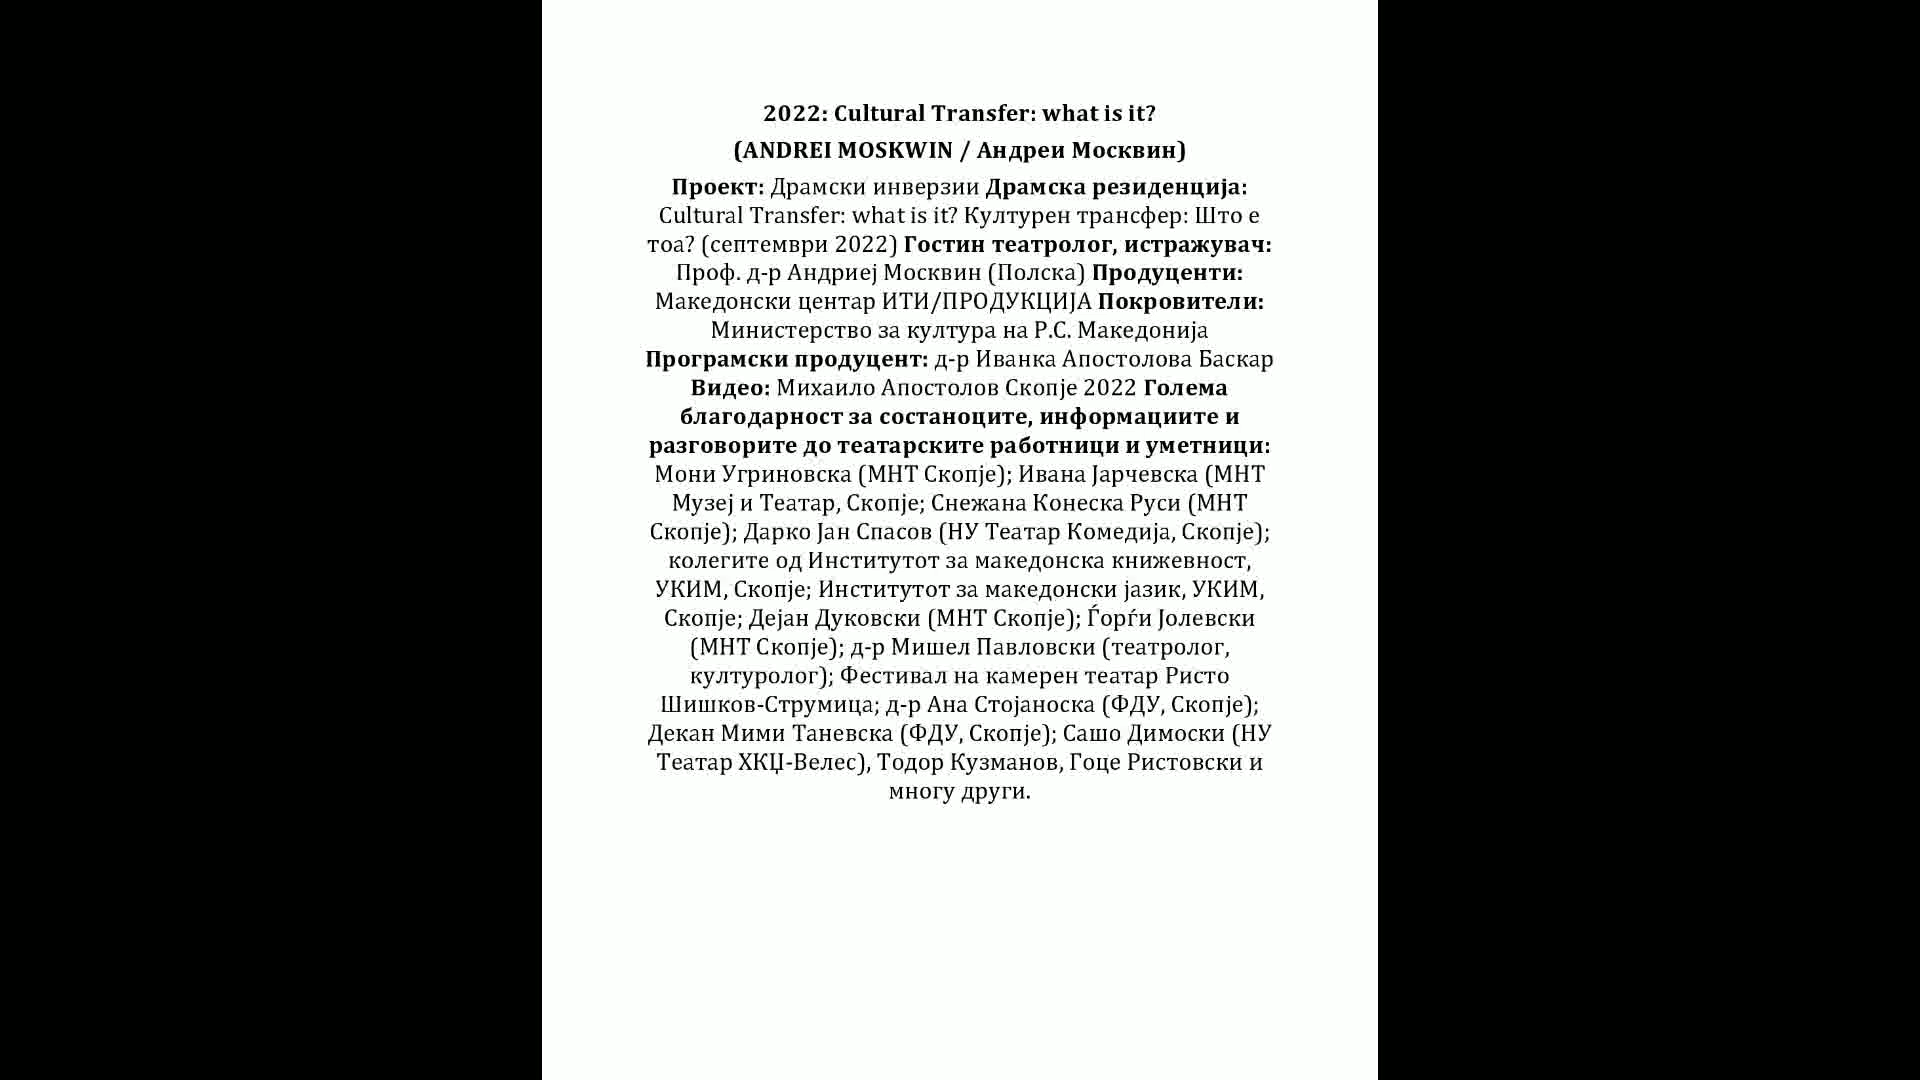 2022: Cultural Transfer: what is it?
(ANDREI MOSKWIN / Андреи Москвин)
Проект: Драмски инверзии Драмска резиденција:
Cultural Transfer: what is it? Културен трансфер: Што е
тоа? (септември 2022) Гостин театролог, истражувач:
Проф. д-р Андриеј Москвин (Полска) Продуценти:
Македонски центар ИТИ/ПРОДУКЦИЈА Покровители:
Министерство за култура на Р.С. Македонија
Програмски продуцент: д-р Иванка Апостолова Баскар
Видео: Михаило Апостолов Скопје 2022 Голема
благодарност за состаноците, информациите и
разговорите до театарските работници и уметници:
Мони Угриновска (МНТ Скопје); Ивана Јарчевска (МНТ
Музеј и Театар, Скопје; Снежана Конеска Руси (МНТ
Скопје); Дарко Јан Спасов (НУ Театар Комедија, Скопје);
колегите од Институтот за македонска книжевност,
УКИМ, Скопје; Институтот за македонски јазик, УКИМ,
Скопје; Дејан Дуковски (МНТ Скопје); Ѓорѓи Јолевски
(МНТ Скопје); д-р Мишел Павловски (театролог,
културолог); Фестивал на камерен театар Ристо
Шишков-Струмица; д-р Ана Стојаноска (ФДУ, Скопје);
Декан Мими Таневска (ФДУ, Скопје); Сашо Димоски (НУ
Театар ХКЏ-Велес), Тодор Кузманов, Гоце Ристовски и
многу други.